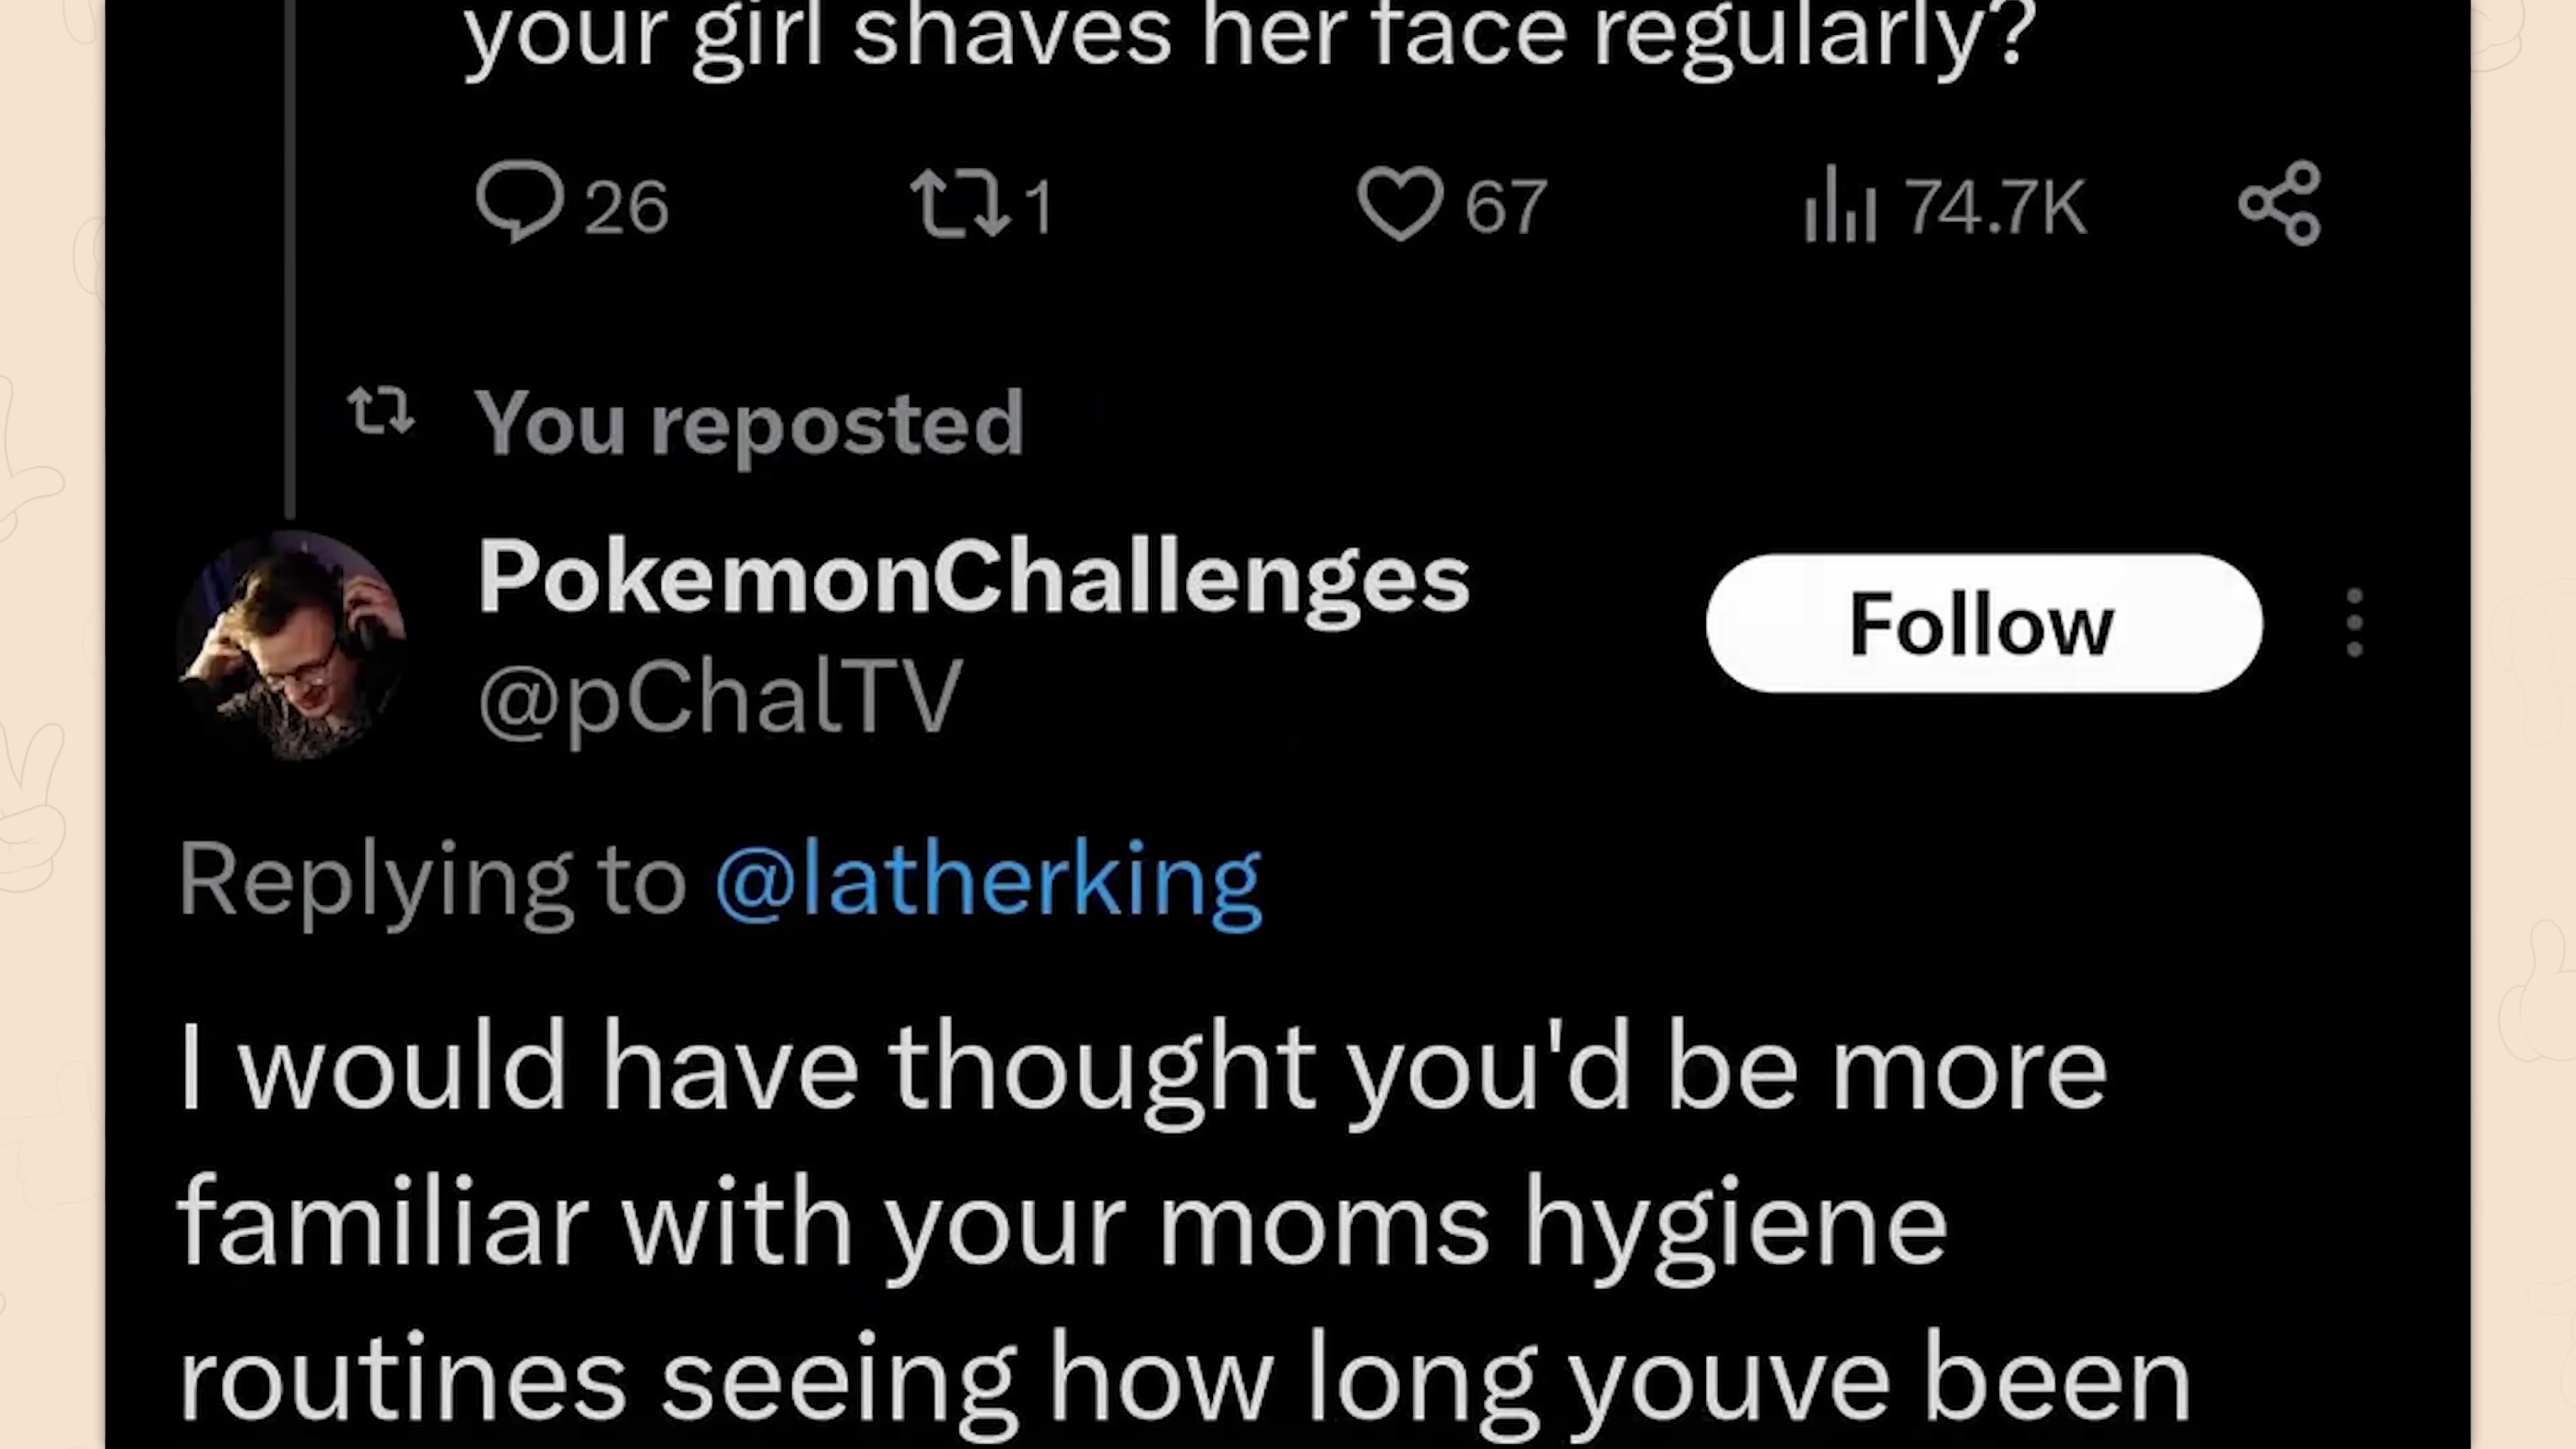 your girl shaves her face regularly?
26 1 67 74.7K
You reposted
PokemonChallenges
@pChalTV
Follow
Replying to @latherking
I would have thought you'd be more
familiar with your moms hygiene
routines seeing how long youve been